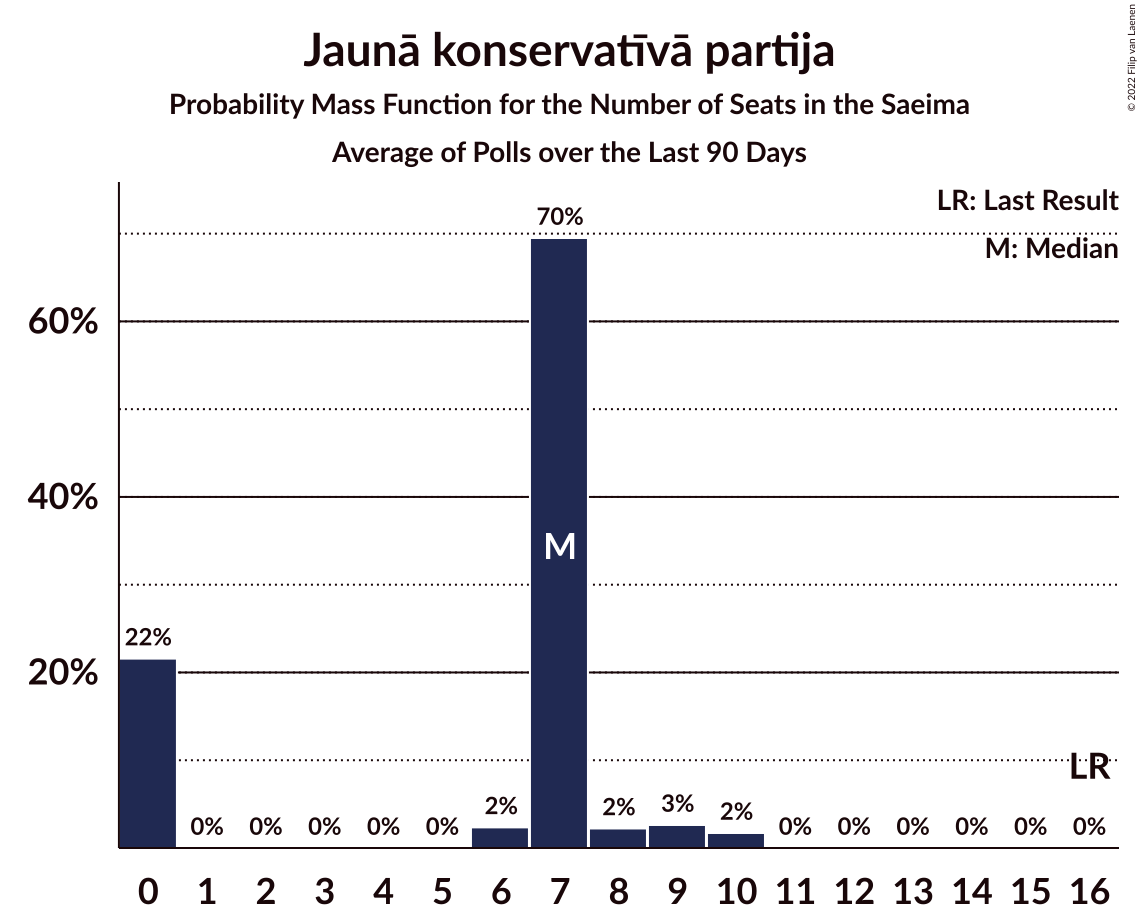 Jaunā konservatīvā partija
Probability Mass Function for the Number of Seats in the Saeima
Average of Polls over the Last 90 Days
© 2022 Filip van Laenen
LR: Last Result
M: Median
70%
60%
40%
M
22%
20%
LR
0% 0% 0% 0% 0% 2% 2% 3% 2% 0% 0% 0% 0% 0% 0%
0 1 2 3 4 5 6 7 8 9 10 11 12 13 14 15 16